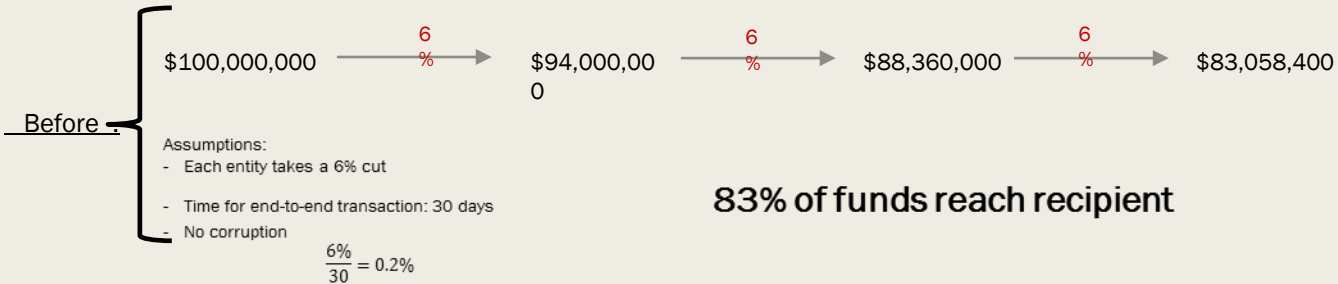 6
%
6
%
6
%
$100,000,000
$94,000,00
0
$88,360,000
$83,058,400
Before :
Assumptions:
- Each entity takes a 6% cut
- Time for end-to-end transaction: 30 days
- No corruption
83% of funds reach recipient
6%
30
= 0.2%